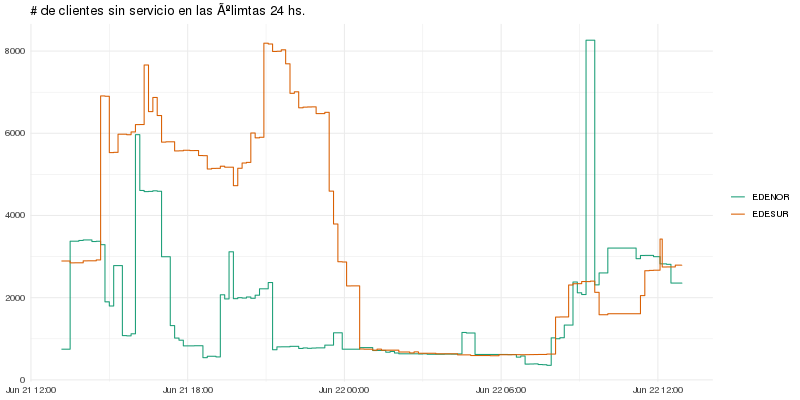 # de clientes sin servicio en las Ãºlimtas 24 hs.
8000
6000
4000
2000
0
Jun 21 12:00
Jun 21 18:00
Jun 22 00:00
Jun 22 06:00
Jun 22 12:00
EDENOR
EDESUR